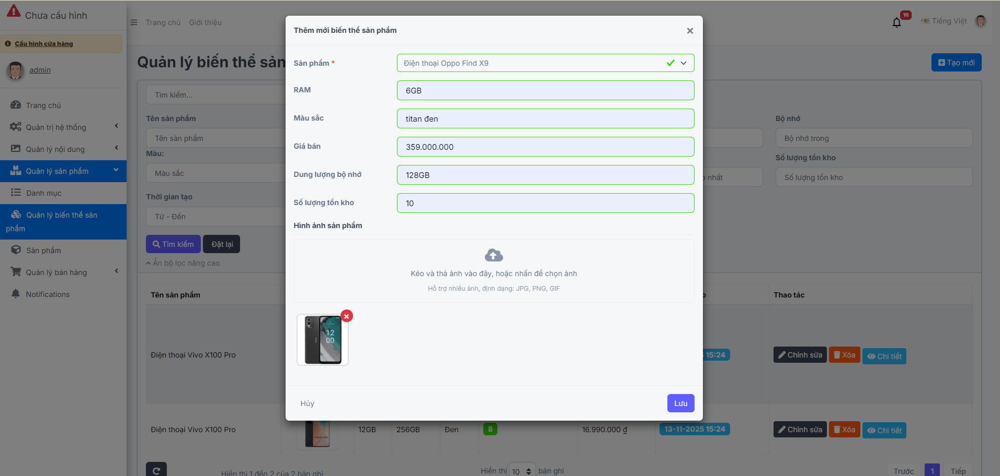 Chưa cấu hình
Cấu hình cửa hàng
admin
Trang chủ
Quản trị hệ thống
Quản lý nội dung
Quản lý sản phẩm
Danh mục
Quản lý biến thể sản
phẩm
Sản phẩm
Quản lý bán hàng
Notifications
Trang chủ Giới thiệu
16
Tiếng Việt
Quản lý biến thể sản
Tạo mới
Tìm kiếm...
Tên sản phẩm
Tên sản phẩm
Màu:
Màu sắc
Thời gian tạo
Từ - Đến
Bộ nhớ
Bộ nhớ trong
Số lượng tồn kho
nhất
Số lượng tồn kho
Tìm kiếm
Đặt lại
Ẩn bộ lọc nâng cao
Thêm mới biến thể sản phẩm
×
Sản phẩm *
Điện thoại Oppo Find X9
RAM
6GB
Màu sắc
titan đen
Giá bán
359.000.000
Dung lượng bộ nhớ
128GB
Số lượng tồn kho
10
Hình ảnh sản phẩm
Kéo và thả ảnh vào đây, hoặc nhấn để chọn ảnh
Hỗ trợ nhiều ảnh, định dạng: JPG, PNG, GIF
12
00
Hủy
Lưu
Tên sản phẩm
Thao tác
Điện thoại Vivo X100 Pro
15:24
Chỉnh sửa
Xóa
Chi tiết
Điện thoại Vivo X100 Pro
12GB
256GB
Đen
8
16.990.000 ₫
13-11-2025 15:24
Chỉnh sửa
Xóa
Chi tiết
Hiển thị 1 đến 2 của 2 bản ghi
Hiển thị 10 bản ghi
Trước
1
Tiếp